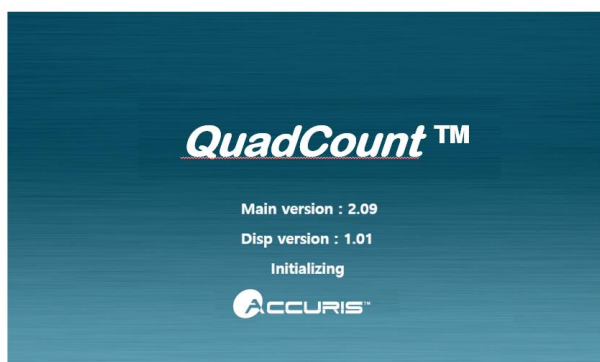 QuadCount ™
Main version : 2.09
Disp version : 1.01
Initializing
ACCURIS™